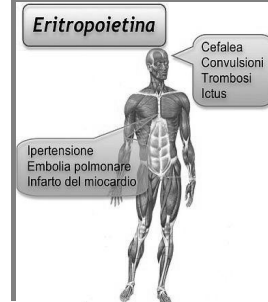 Eritropoietina
Cefalea
Convulsioni
Trombosi
Ictus
Ipertensione
Embolia polmonare
Infarto del miocardio